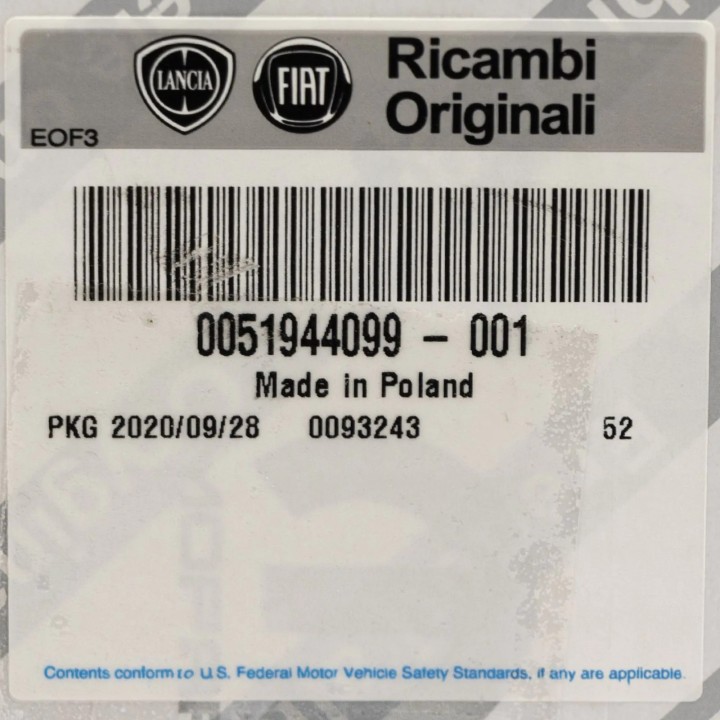 LANCIA FIAT Ricambi
Originali
EOF3
0051944099 - 001
Made in Poland
PKG 2020/09/28 0093243 52
Contents conform to U.S. Federal Motor Vehicle Safety Standards, if any are applicable.